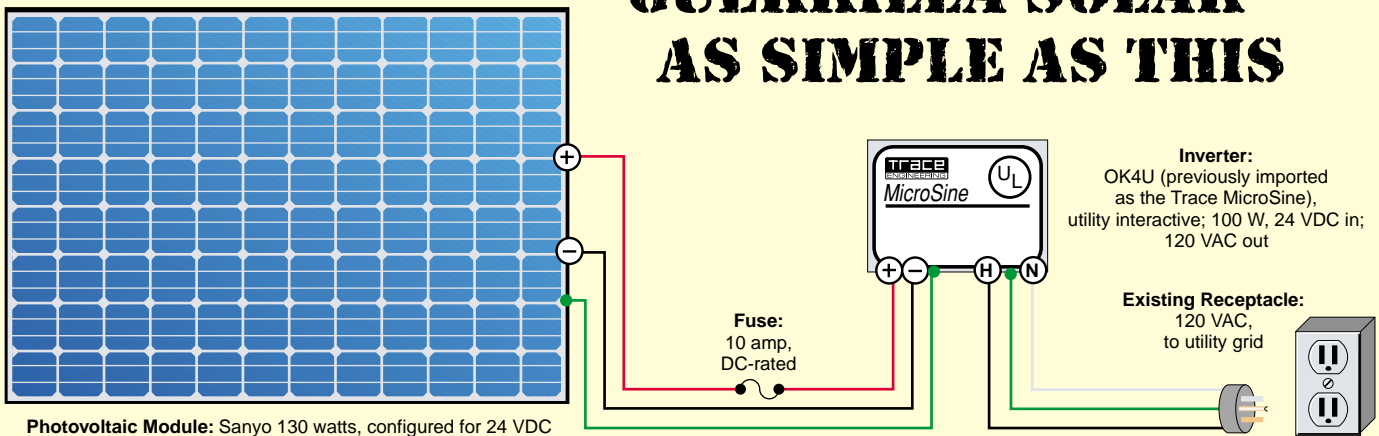 GUERRILLA SOLAR
AS SIMPLE AS THIS
+
−
Trace
ENGINEERING
MicroSine
UL
+
−
H
N
Inverter:
OK4U (previously imported
as the Trace MicroSine),
utility interactive; 100 W, 24 VDC in;
120 VAC out
Fuse:
10 amp,
DC-rated
Existing Receptacle:
120 VAC,
to utility grid
Photovoltaic Module: Sanyo 130 watts, configured for 24 VDC